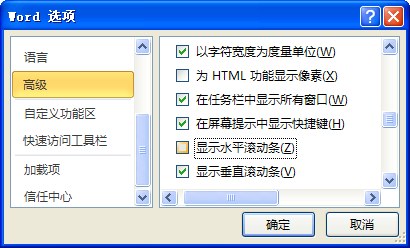 Word 选项
语言
高级
自定义功能区
快速访问工具栏
加载项
信任中心
以字符宽度为度量单位(W)
为 HTML 功能显示像素(X)
在任务栏中显示所有窗口(W)
在屏幕提示中显示快捷键(H)
显示水平滚动条(Z)
显示垂直滚动条(V)
确定
取消